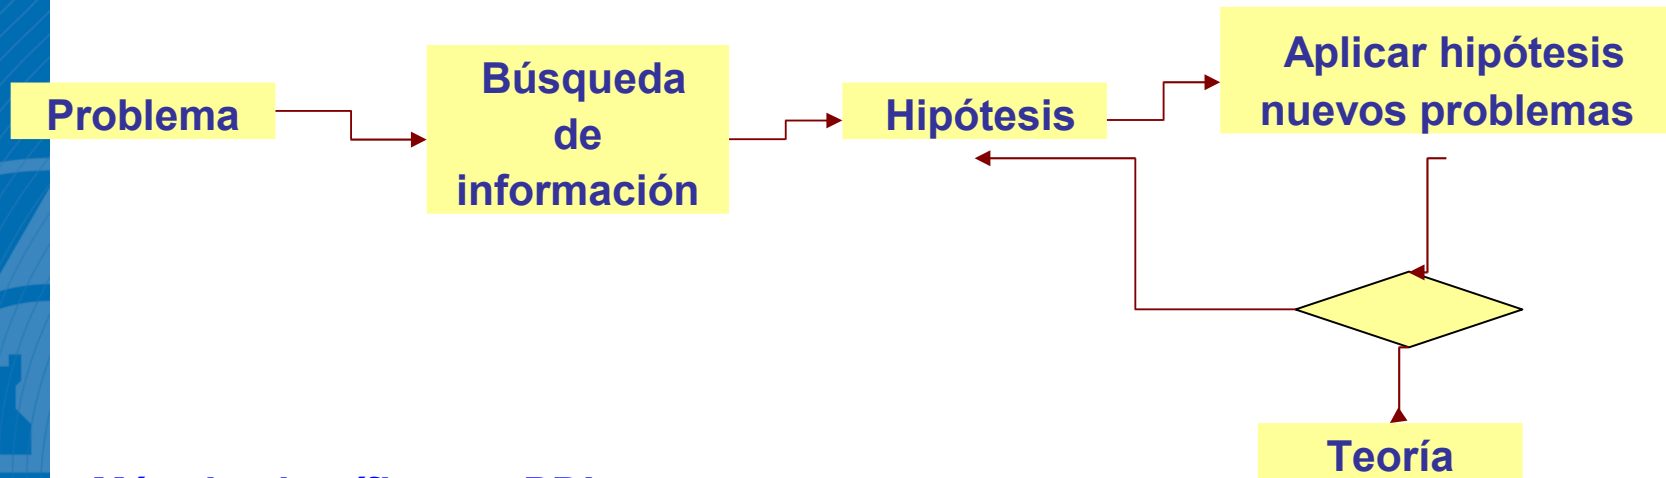 Problema
Búsqueda
de
información
Hipótesis
Aplicar hipótesis
nuevos problemas
Teoría